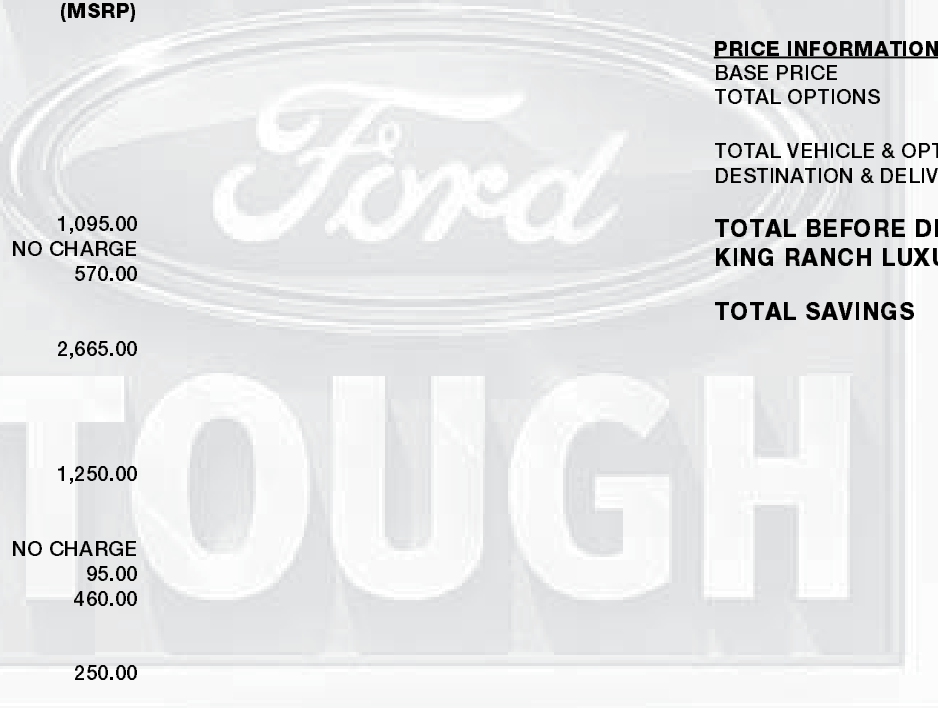 (MSRP)
1,095.00
NO CHARGE
570.00
2,665.00
1,250.00
NO CHARGE
95.00
460.00
250.00
PRICE INFORMATION
BASE PRICE
TOTAL OPTIONS
TOTAL VEHICLE & OPT
DESTINATION & DELIV
TOTAL BEFORE DI
KING RANCH LUXU
TOTAL SAVINGS
Ford
TOUGH